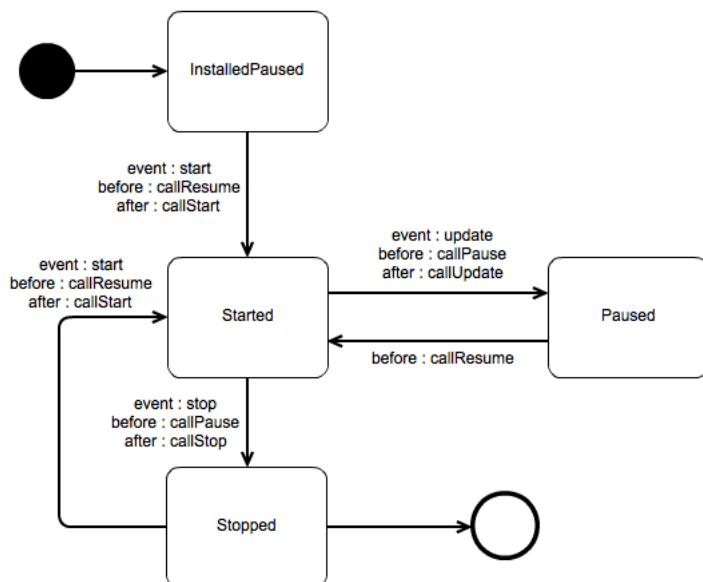 InstalledPaused
event : start
before : callResume
after : callStart
event : update
before : callPause
after : callUpdate
event : start
before : callResume
after : callStart
Started
Paused
before : callResume
event : stop
before : callPause
after : callStop
Stopped